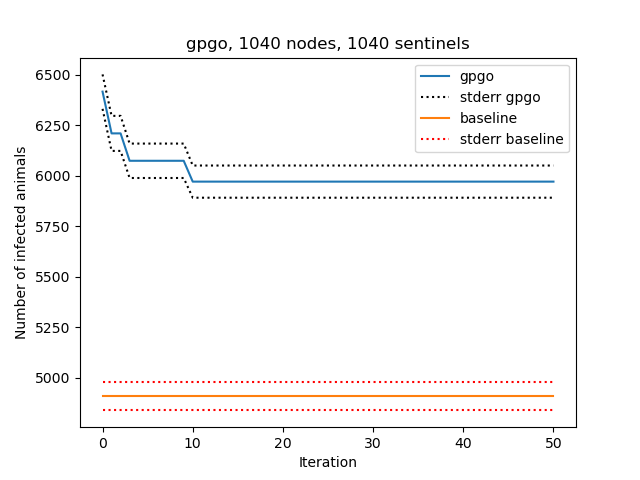 gpgo, 1040 nodes, 1040 sentinels
gpgo
stderr gpgo
baseline
stderr baseline
Number of infected animals
6500
6250
6000
5750
5500
5250
5000
0 10 20 30 40 50
Iteration